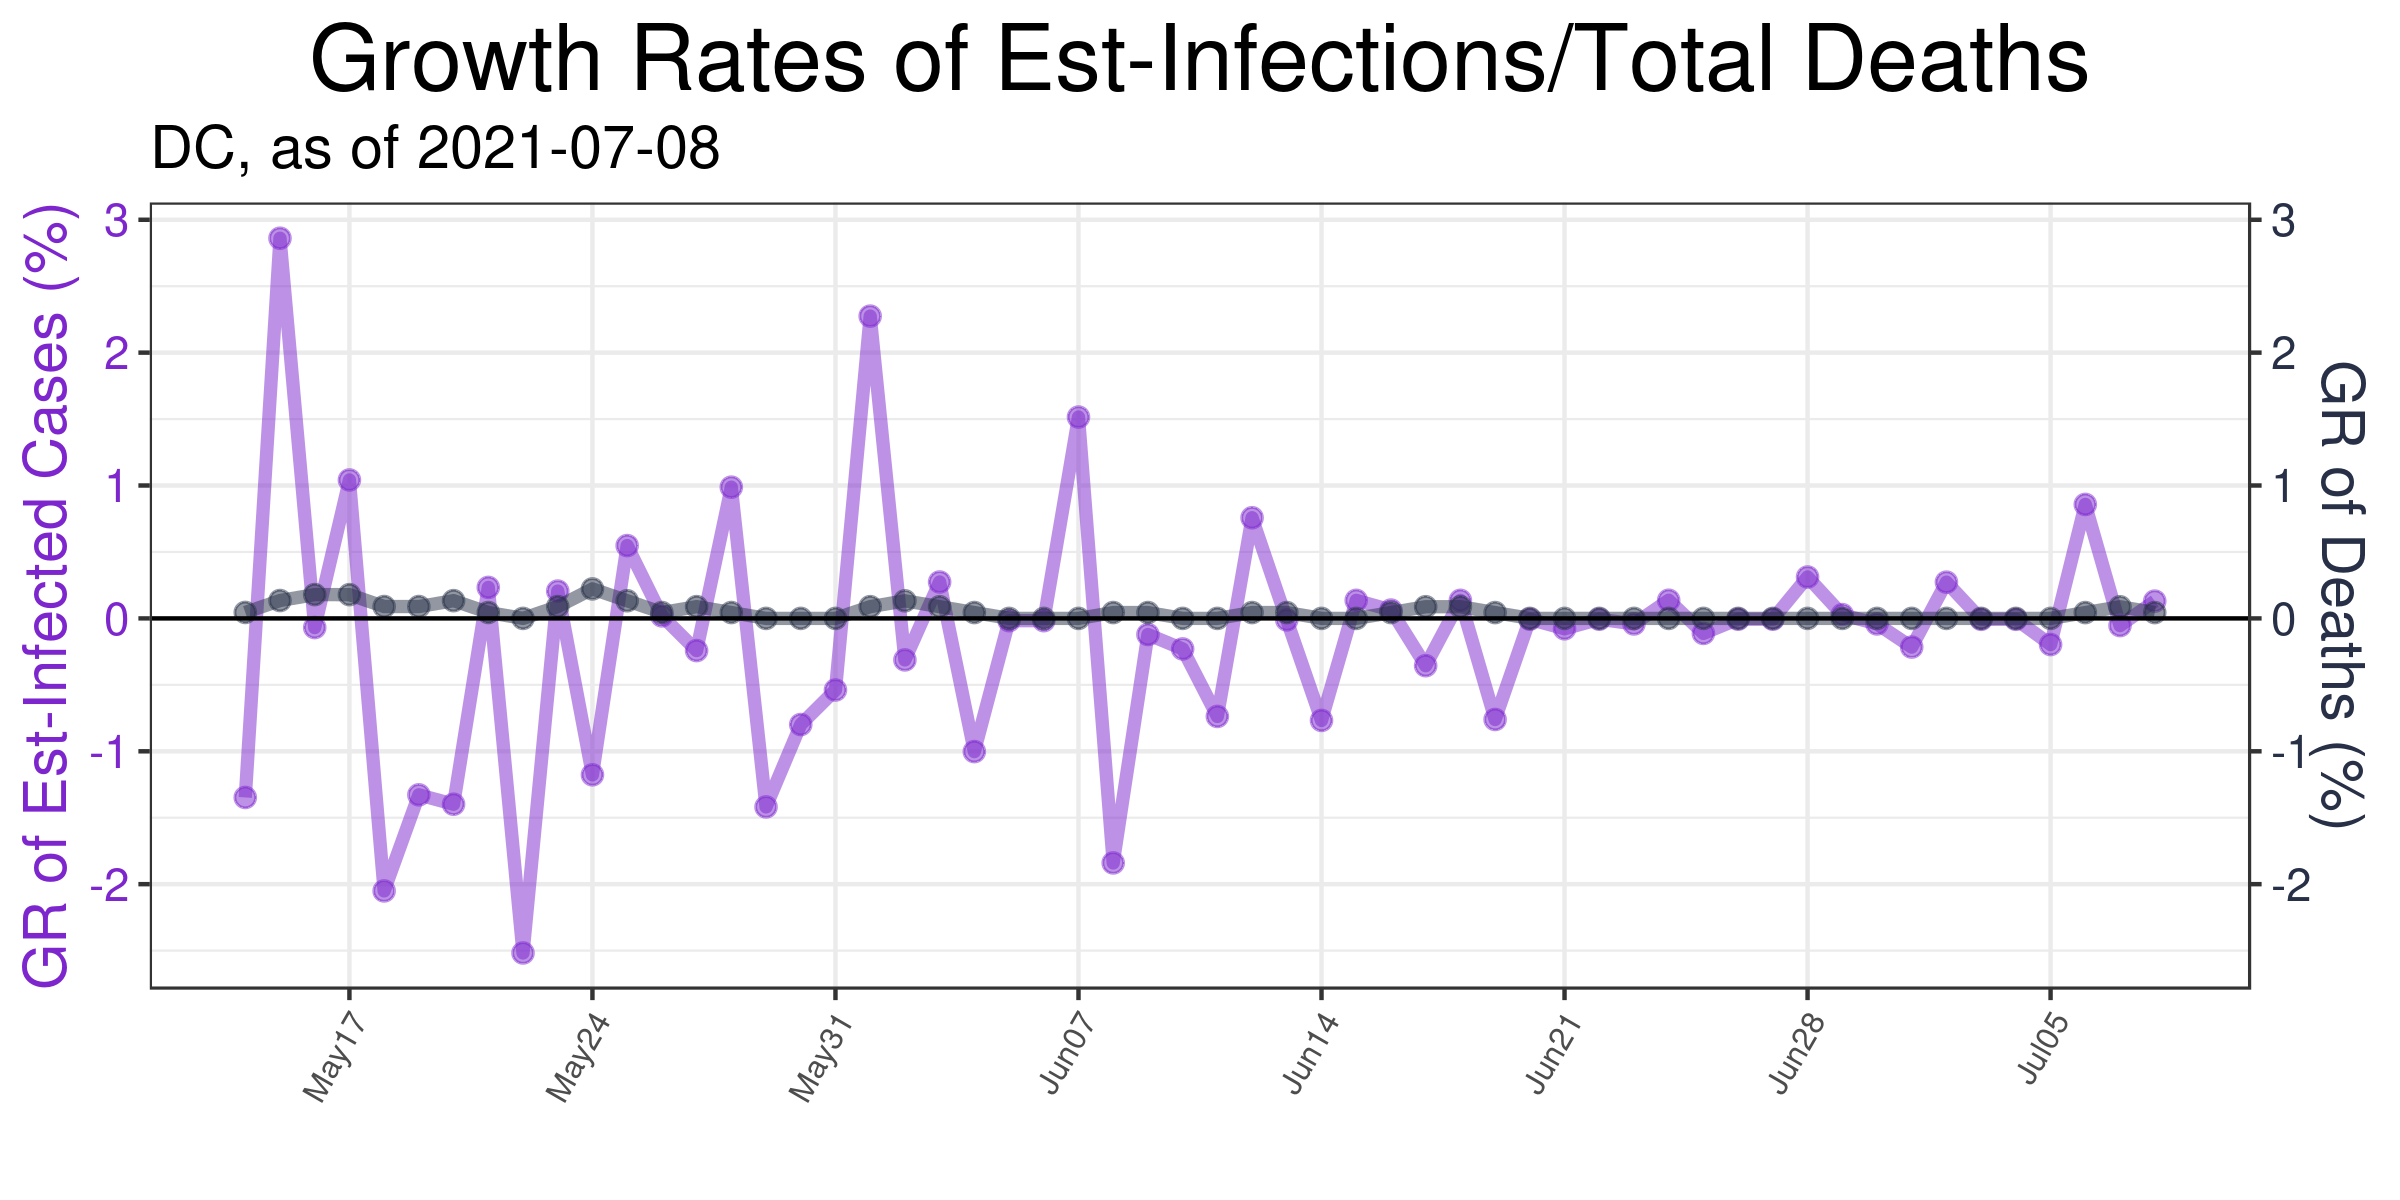 Growth Rates of Est-Infections/Total Deaths
DC, as of 2021-07-08
GR of Est-Infected Cases (%)
3
2
1
0
-1
-2
3
2
1
0
-1
-2
GR of Deaths (%)
May17
May24
May31
Jun07
Jun14
Jun21
Jun28
Jul05